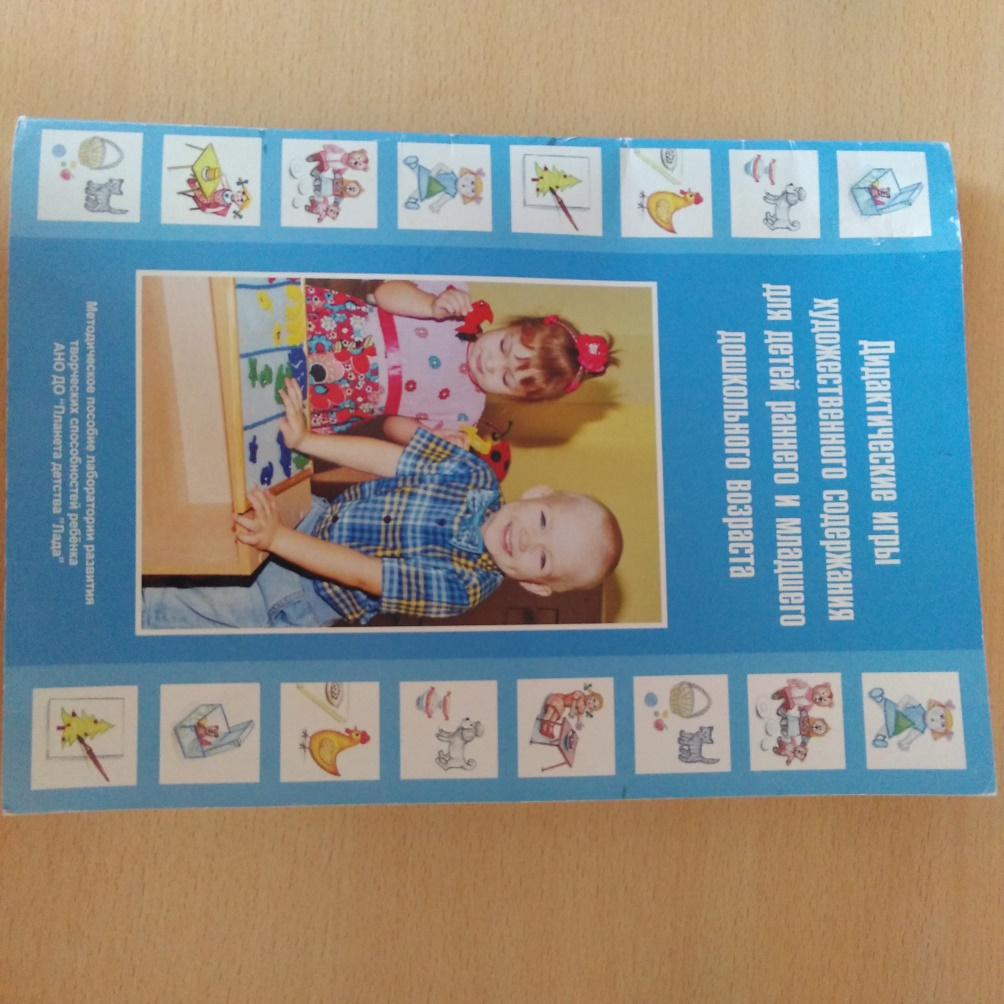 Дидактические игры
художественного содержания
для детей раннего и младшего
дошкольного возраста
Методическое пособие лаборатории развития
творческих способностей ребёнка
АНО ДО "Планета детства "Лада"